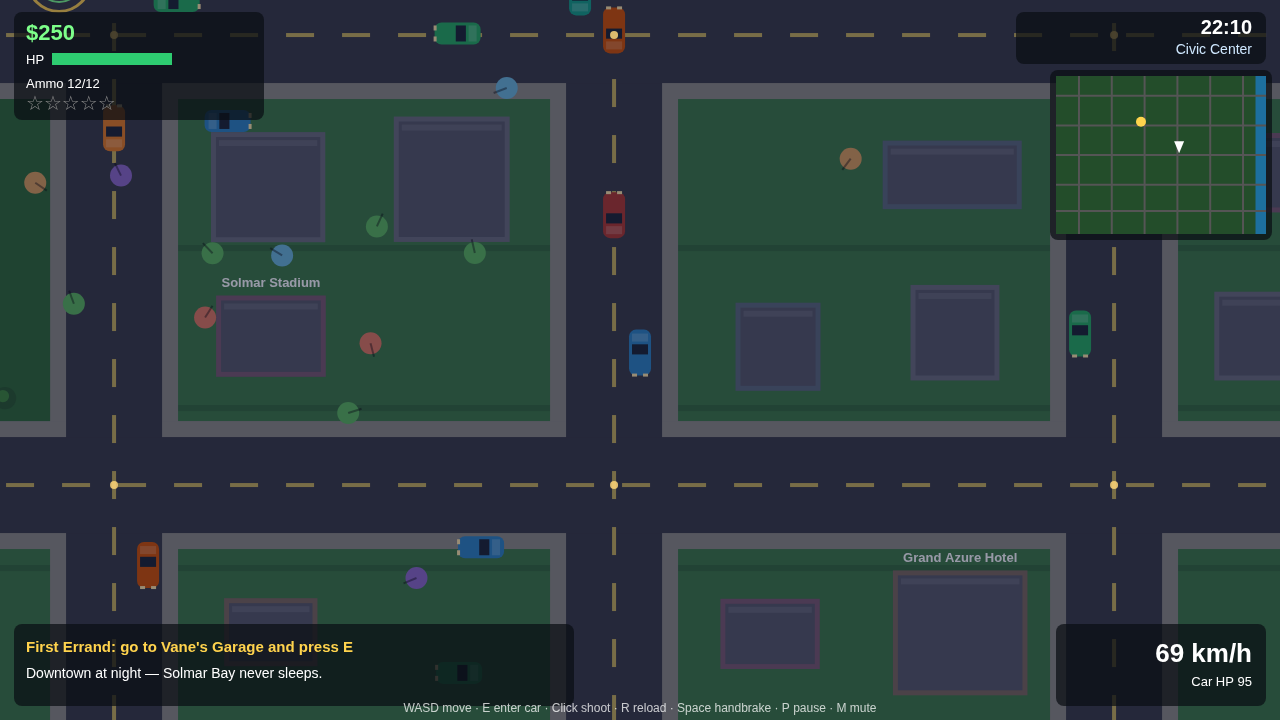 $250
HP
Ammo 12/12
☆☆☆☆☆
22:10
Civic Center
Solmar Stadium
Grand Azure Hotel
First Errand: go to Vane's Garage and press E
Downtown at night — Solmar Bay never sleeps.
69 km/h
Car HP 95
WASD move · E enter car · Click shoot · R reload · Space handbrake · P pause · M mute